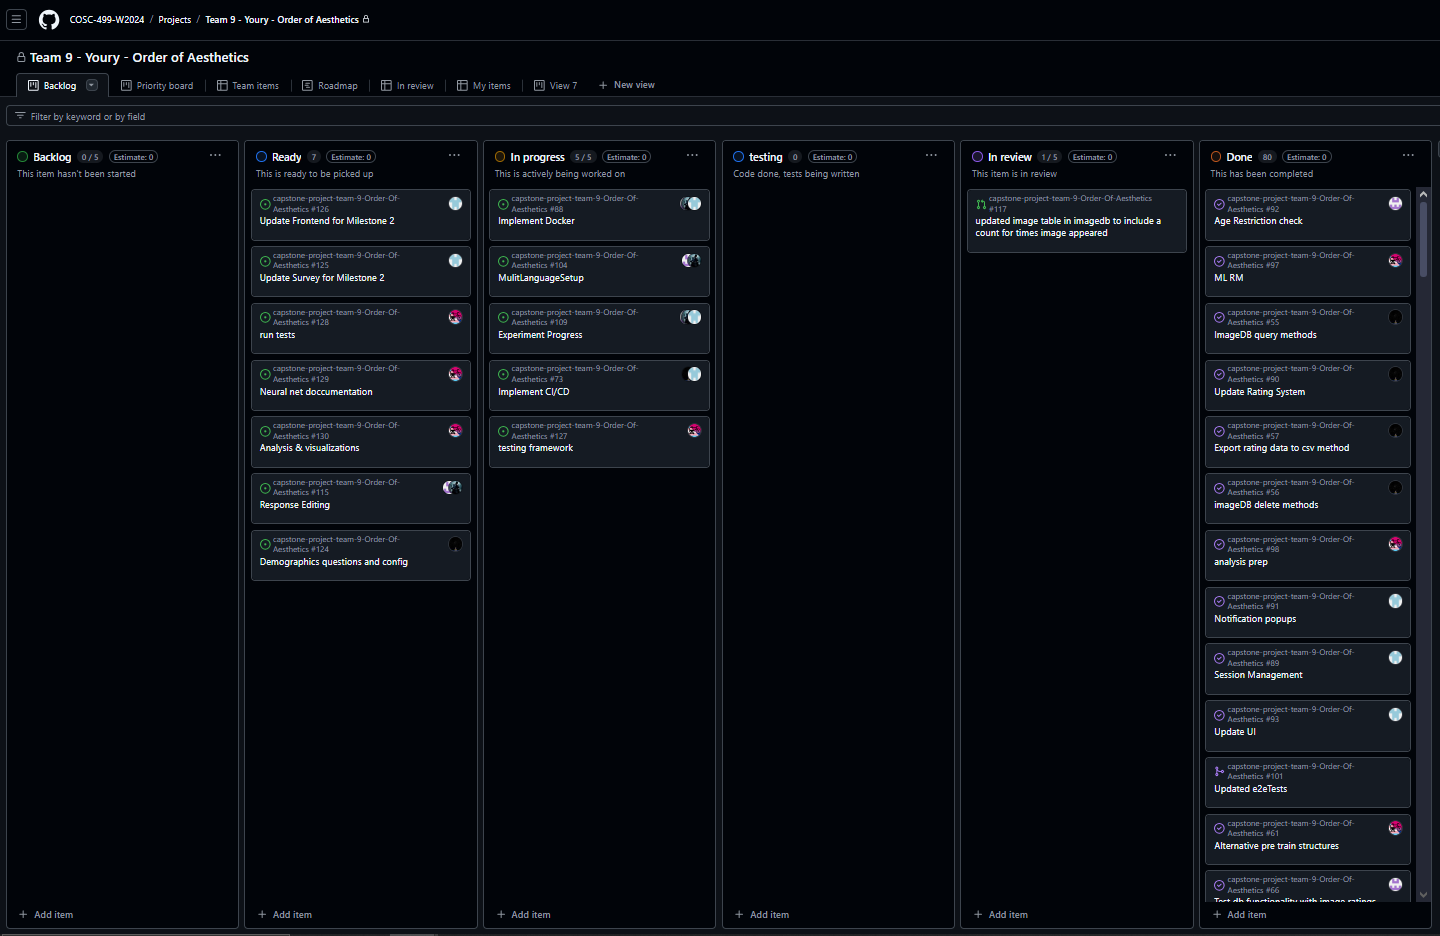 COSC-499-W2024 / Projects / Team 9 - Youry - Order of Aesthetics
Team 9 - Youry - Order of Aesthetics
Backlog Priority board Team items Roadmap In review My items View 7 + New view
Filter by keyword or by field
Backlog 0 / 5 Estimate: 0
This item hasn't been started
+ Add item
Ready 7 Estimate: 0
This is ready to be picked up
capstone-project-team-9-Order-Of-
Aesthetics #126
Update Frontend for Milestone 2
capstone-project-team-9-Order-Of-
Aesthetics #125
Update Survey for Milestone 2
capstone-project-team-9-Order-Of-
Aesthetics #128
run tests
capstone-project-team-9-Order-Of-
Aesthetics #129
Neural net doccumentation
capstone-project-team-9-Order-Of-
Aesthetics #130
Analysis & visualizations
capstone-project-team-9-Order-Of-
Aesthetics #115
Response Editing
capstone-project-team-9-Order-Of-
Aesthetics #124
Demographics questions and config
+ Add item
In progress 5 / 5 Estimate: 0
This is actively being worked on
capstone-project-team-9-Order-Of-
Aesthetics #88
Implement Docker
capstone-project-team-9-Order-Of-
Aesthetics #104
MulitLanguageSetup
capstone-project-team-9-Order-Of-
Aesthetics #109
Experiment Progress
capstone-project-team-9-Order-Of-
Aesthetics #73
Implement CI/CD
capstone-project-team-9-Order-Of-
Aesthetics #127
testing framework
+ Add item
testing 0 Estimate: 0
Code done, tests being written
+ Add item
In review 1 / 5 Estimate: 0
This item is in review
capstone-project-team-9-Order-Of-Aesthetics
#117
updated image table in imagedb to include a
count for times image appeared
+ Add item
Done 80 Estimate: 0
This has been completed
capstone-project-team-9-Order-Of-
Aesthetics #92
Age Restriction check
capstone-project-team-9-Order-Of-
Aesthetics #97
ML RM
capstone-project-team-9-Order-Of-
Aesthetics #55
ImageDB query methods
capstone-project-team-9-Order-Of-
Aesthetics #90
Update Rating System
capstone-project-team-9-Order-Of-
Aesthetics #57
Export rating data to csv method
capstone-project-team-9-Order-Of-
Aesthetics #56
imageDB delete methods
capstone-project-team-9-Order-Of-
Aesthetics #98
analysis prep
capstone-project-team-9-Order-Of-
Aesthetics #91
Notification popups
capstone-project-team-9-Order-Of-
Aesthetics #89
Session Management
capstone-project-team-9-Order-Of-
Aesthetics #93
Update UI
capstone-project-team-9-Order-Of-
Aesthetics #101
Updated e2eTests
capstone-project-team-9-Order-Of-
Aesthetics #61
Alternative pre train structures
capstone-project-team-9-Order-Of-
Aesthetics #66
Test db functionality with image ratings
+ Add item